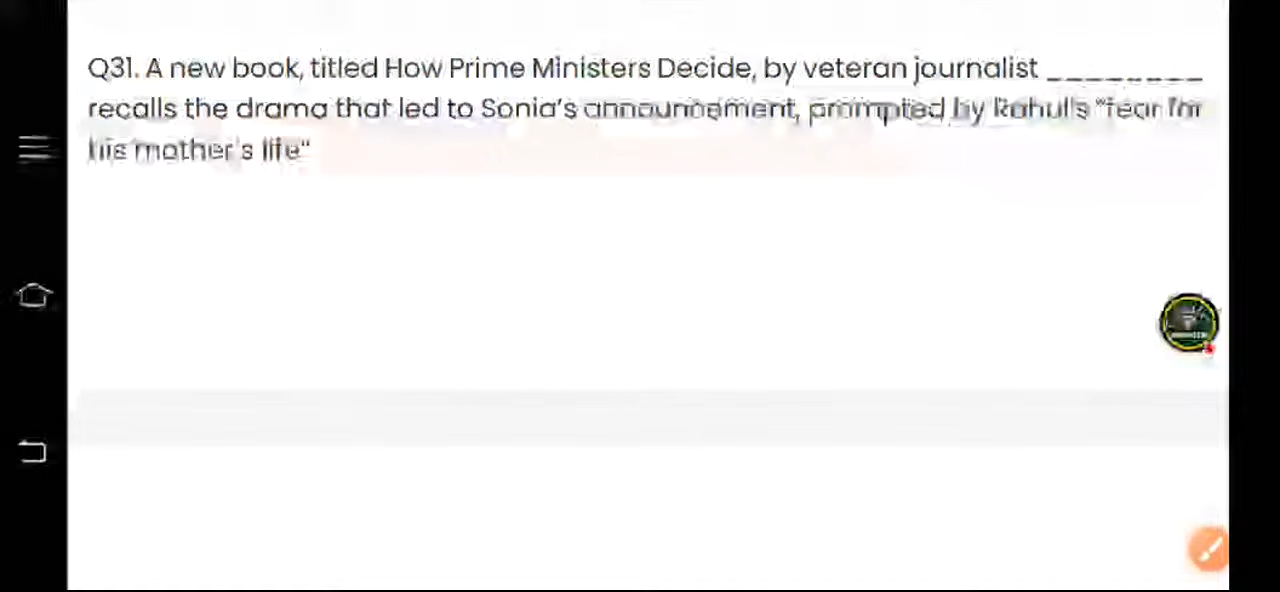 Q31. A new book, titled How Prime Ministers Decide, by veteran journalist ________
recalls the drama that led to Sonia's announcement, prompted by Rahul's "fear for
his mother's life"